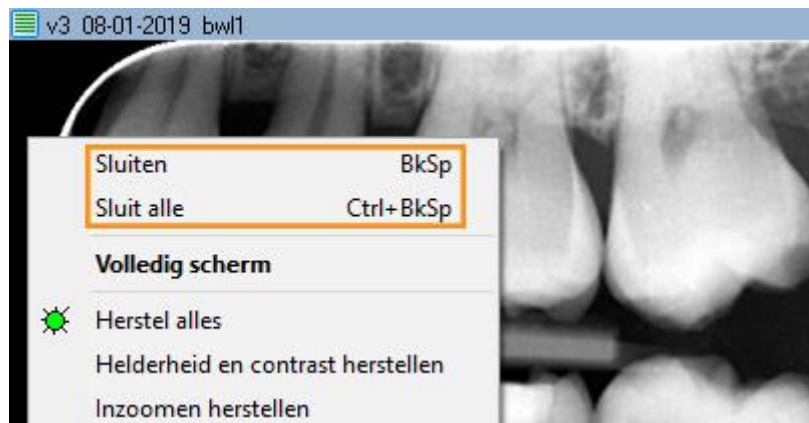 v3 08-01-2019 bwl1
Sluiten BkSp
Sluit alle Ctrl+BkSp
Volledig scherm
Herstel alles
Helderheid en contrast herstellen
Inzoomen herstellen